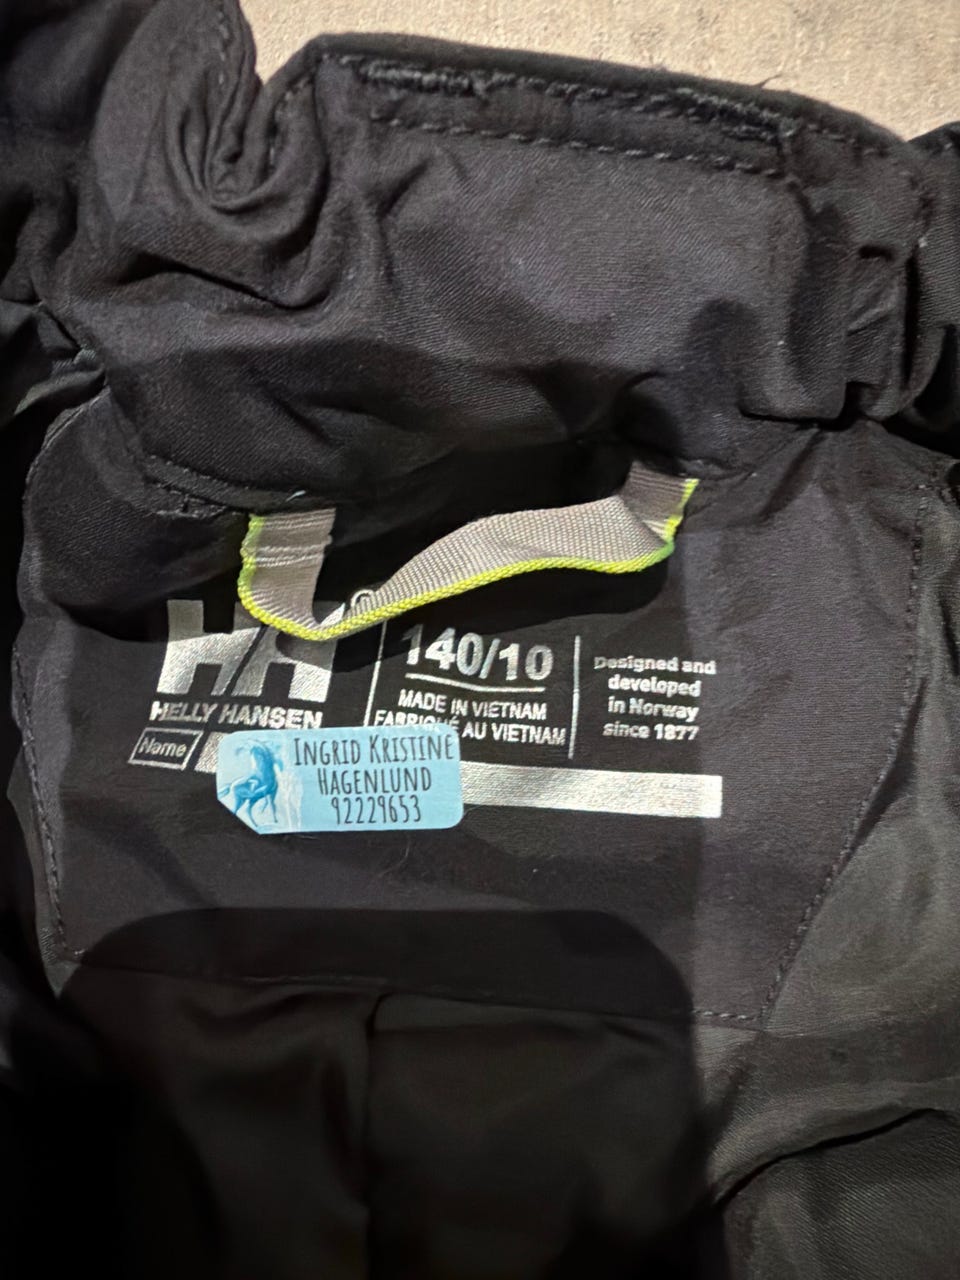 HH
HELLY HANSEN
Name
140/10
MADE IN VIETNAM
FABRIQUÉ AU VIETNAM
Designed and
developed
in Norway
since 1877
INGRID KRISTINE
HAGENLUND
92229653